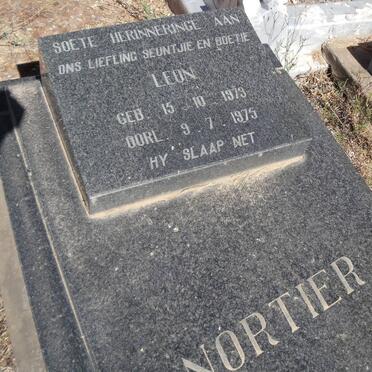 SOETE HERINNERINGE AAN
ONS LIEFLING SEUNTJIE EN BOETIE
LEON
GEB. 15 - 10 - 1973
OORL. 9 - 7 - 1975
HY SLAAP NET
NORTIER